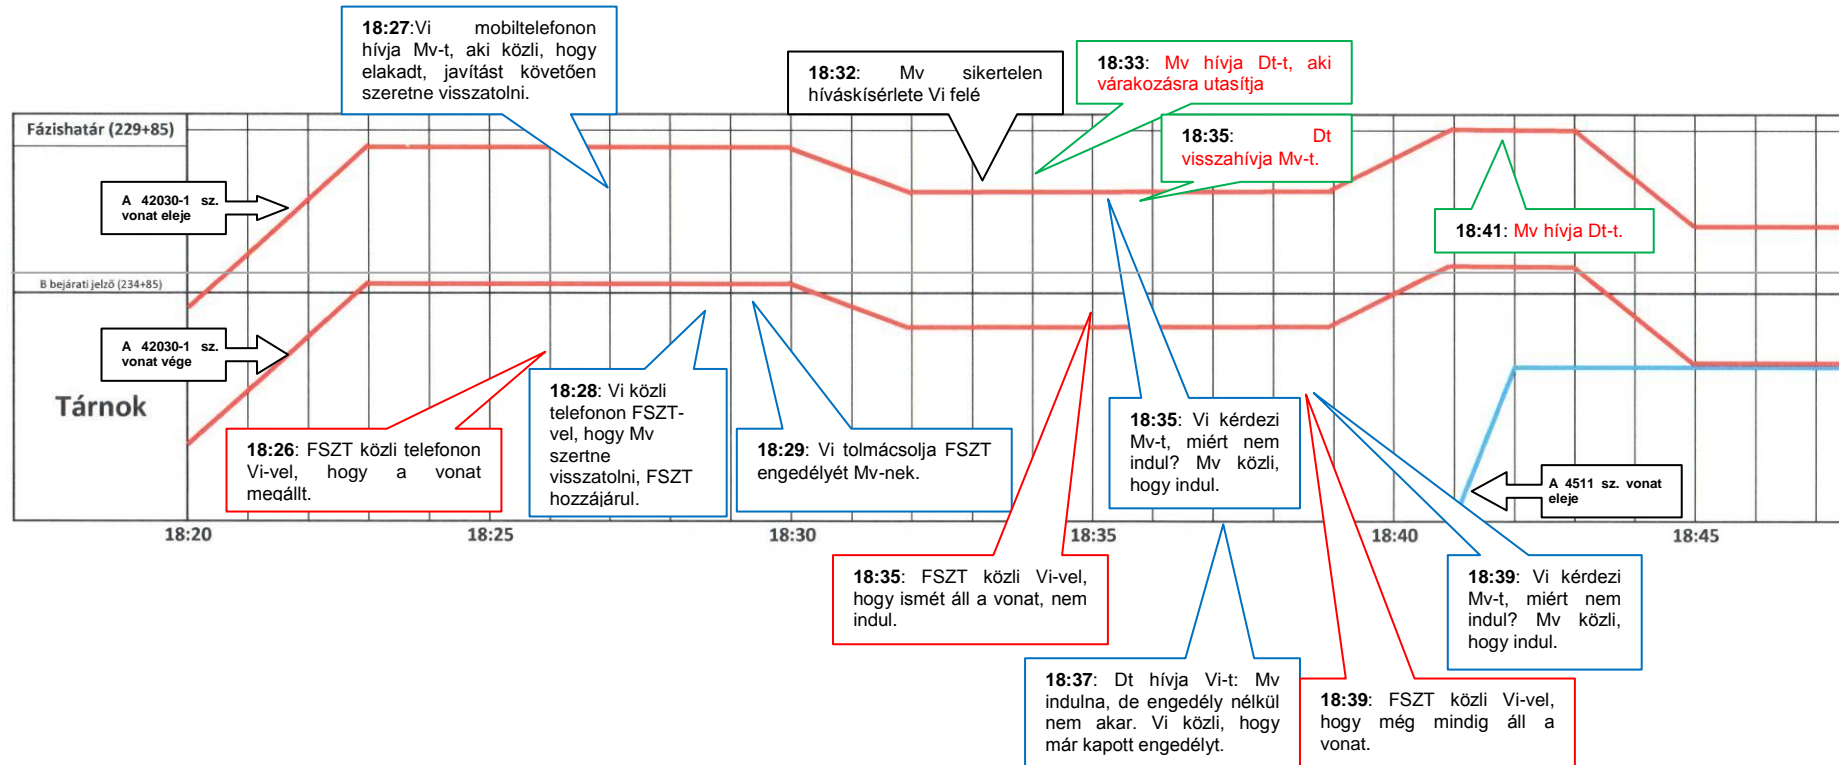 18:27:Vi mobiltelefonon
hívja Mv-t, aki közli, hogy
elakadt, javítást követően
szeretne visszatolni.
18:32: Mv sikertelen
híváskísérlete Vi felé
18:33: Mv hívja Dt-t, aki
várakozásra utasítja
18:35: Dt
visszahívja Mv-t.
Fázishatár (229+85)
A 42030-1 sz.
vonat eleje
18:41: Mv hívja Dt-t.
B bejárati jelző (234+85)
A 42030-1 sz.
vonat vége
Tárnok
18:26: FSZT közli telefonon
Vi-vel, hogy a vonat
megállt.
18:28: Vi közli
telefonon FSZT-
vel, hogy Mv
szertne
visszatolni, FSZT
hozzájárul.
18:29: Vi tolmácsolja FSZT
engedélyét Mv-nek.
18:35: Vi kérdezi
Mv-t, miért nem
indul? Mv közli,
hogy indul.
A 4511 sz. vonat
eleje
18:20
18:25
18:30
18:35
18:40
18:45
18:35: FSZT közli Vi-vel,
hogy ismét áll a vonat, nem
indul.
18:39: Vi kérdezi
Mv-t, miért nem
indul? Mv közli,
hogy indul.
18:37: Dt hívja Vi-t: Mv
indulna, de engedély nélkül
nem akar. Vi közli, hogy
már kapott engedélyt.
18:39: FSZT közli Vi-vel,
hogy még mindig áll a
vonat.